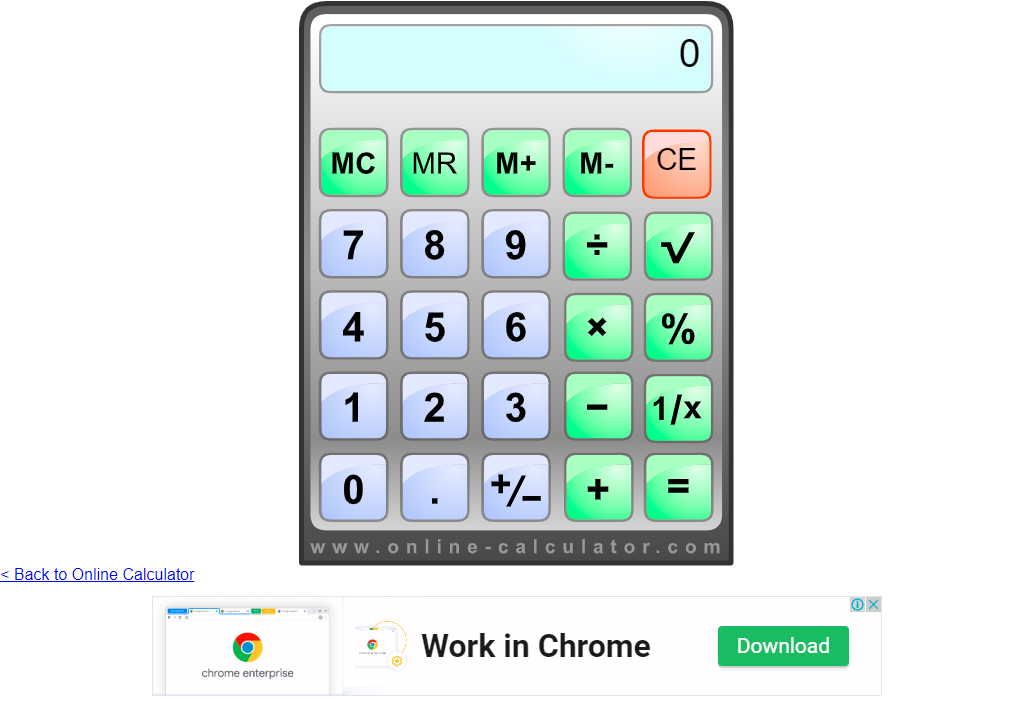 0
MC MR M+ M- CE
7 8 9 ÷ √
4 5 6 × %
1 2 3 − 1/x
0 . +/− + =
www.online-calculator.com
< Back to Online Calculator
chrome enterprise
Work in Chrome
Download